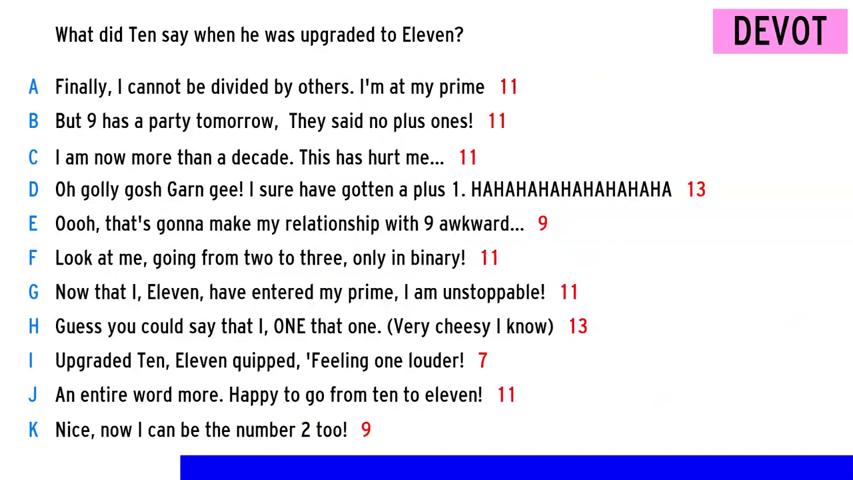 What did Ten say when he was upgraded to Eleven?
DEVOT
A Finally, I cannot be divided by others. I'm at my prime 11
B But 9 has a party tomorrow, They said no plus ones! 11
C I am now more than a decade. This has hurt me... 11
D Oh golly gosh Garn gee! I sure have gotten a plus 1. HAHAHAHAHAHAHAHAHA 13
E Oooh, that's gonna make my relationship with 9 awkward... 9
F Look at me, going from two to three, only in binary! 11
G Now that I, Eleven, have entered my prime, I am unstoppable! 11
H Guess you could say that I, ONE that one. (Very cheesy I know) 13
I Upgraded Ten, Eleven quipped, 'Feeling one louder! 7
J An entire word more. Happy to go from ten to eleven! 11
K Nice, now I can be the number 2 too! 9